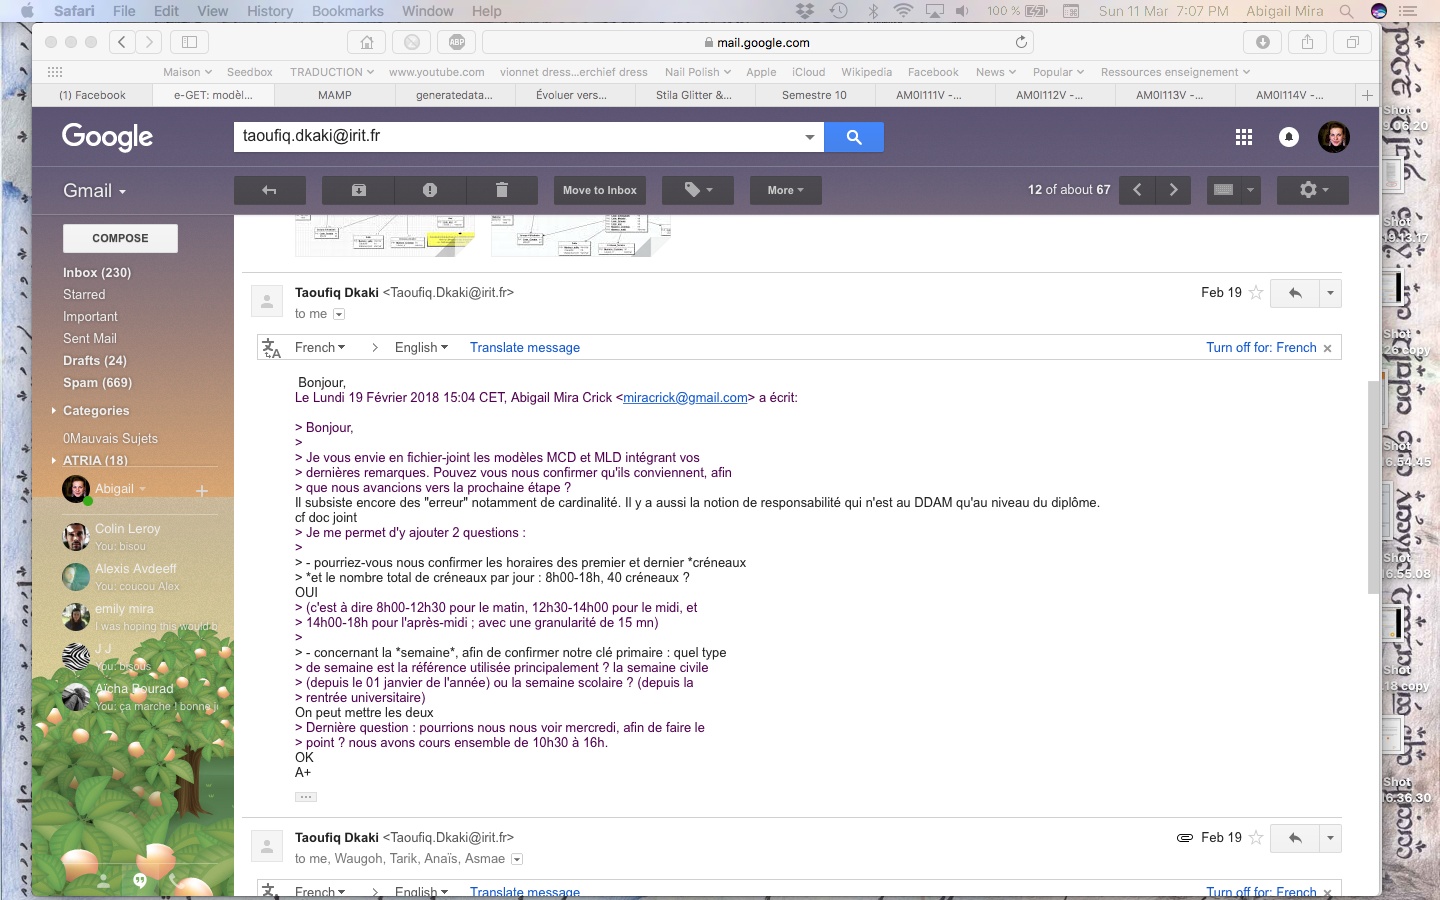 Safari File Edit View History Bookmarks Window Help 100 % Sun 11 Mar 7:07 PM Abigail Mira
mail.google.com
Maison Seedbox TRADUCTION www.youtube.com vionnet dress...erchief dress Nail Polish Apple iCloud Wikipedia Facebook News Popular Ressources enseignement
(1) Facebook e-GET: modèl... MAMP generatedata... Évoluer vers... Stila Glitter &... Semestre 10 AM0I111V -... AM0I112V -... AM0I113V -... AM0I114V -...
Google
taoufiq.dkaki@irit.fr
Gmail
Move to Inbox
More
12 of about 67
COMPOSE
Inbox (230)
Starred
Important
Sent Mail
Drafts (24)
Spam (669)
Categories
0Mauvais Sujets
ATRIA (18)
Abigail
Colin Leroy
You: bisou
Alexis Avdeeff
You: coucou Alex
emily mira
I was hoping this would b
J J
You: bisous
Aïcha Bourad
You: ça marche ! bonne j
Taoufiq Dkaki <Taoufiq.Dkaki@irit.fr>
Feb 19
to me
French > English Translate message
Turn off for: French ×
Bonjour,
Le Lundi 19 Février 2018 15:04 CET, Abigail Mira Crick <miracrick@gmail.com> a écrit:
> Bonjour,
>
> Je vous envie en fichier-joint les modèles MCD et MLD intégrant vos
> dernières remarques. Pouvez vous nous confirmer qu'ils conviennent, afin
> que nous avancions vers la prochaine étape ?
Il subsiste encore des "erreur" notamment de cardinalité. Il y a aussi la notion de responsabilité qui n'est au DDAM qu'au niveau du diplôme.
cf doc joint
> Je me permet d'y ajouter 2 questions :
>
> - pourriez-vous nous confirmer les horaires des premier et dernier *créneaux
> *et le nombre total de créneaux par jour : 8h00-18h, 40 créneaux ?
OUI
> (c'est à dire 8h00-12h30 pour le matin, 12h30-14h00 pour le midi, et
> 14h00-18h pour l'après-midi ; avec une granularité de 15 mn)
>
> - concernant la *semaine*, afin de confirmer notre clé primaire : quel type
> de semaine est la référence utilisée principalement ? la semaine civile
> (depuis le 01 janvier de l'année) ou la semaine scolaire ? (depuis la
> rentrée universitaire)
On peut mettre les deux
> Dernière question : pourrions nous nous voir mercredi, afin de faire le
> point ? nous avons cours ensemble de 10h30 à 16h.
OK
A+
Taoufiq Dkaki <Taoufiq.Dkaki@irit.fr>
Feb 19
to me, Waugoh, Tarik, Anaïs, Asmae
French > English Translate message
Turn off for: French ×
Shot
9.06.20
Shot
9.13.17
Shot
26 copy
Shot
6.54.45
Shot
6.55.08
Shot
.18 copy
Shot
6.36.30